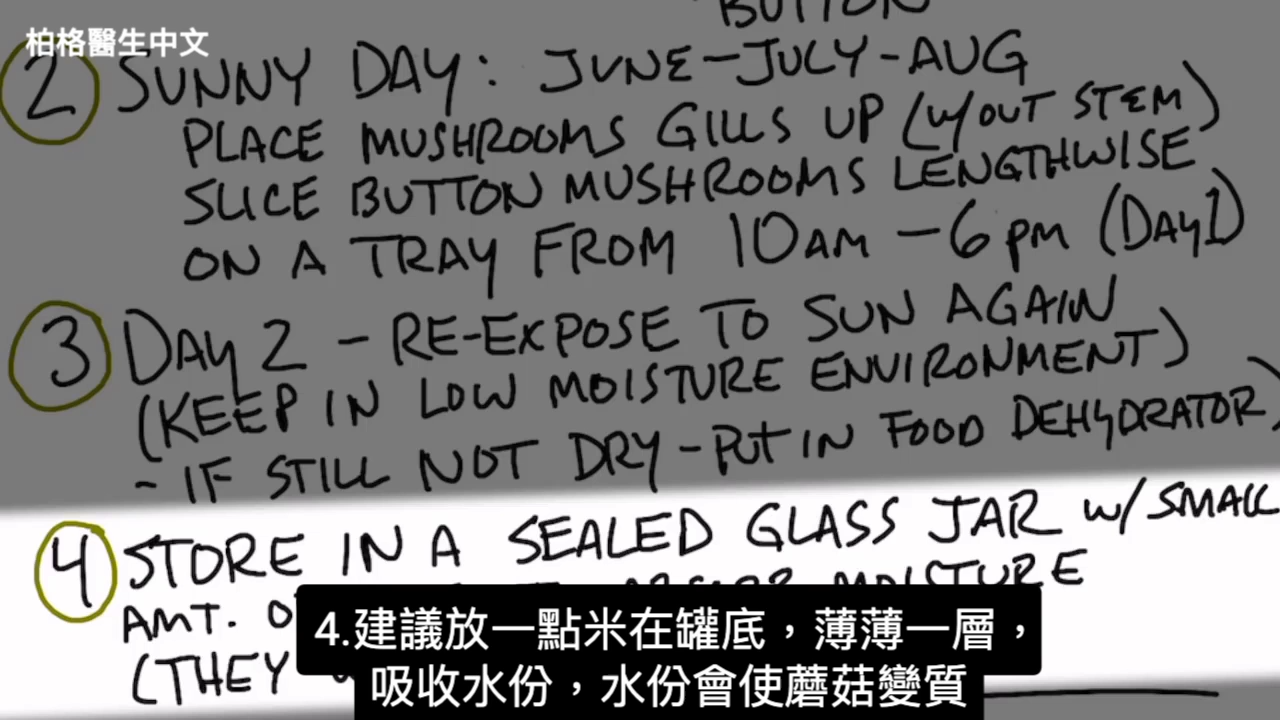 柏格醫生中文
BUTTON
2 SUNNY DAY: JUNE-JULY-AUG
PLACE MUSHROOMS GILLS UP (W/OUT STEM)
SLICE BUTTON MUSHROOMS LENGTHWISE
ON A TRAY FROM 10AM - 6 PM (DAY1)
3 DAY 2 - RE-EXPOSE TO SUN AGAIN
(KEEP IN LOW MOISTURE ENVIRONMENT)
- IF STILL NOT DRY - PUT IN FOOD DEHYDRATOR)
4 STORE IN A SEALED GLASS JAR W/ SMALL
AMT. MOISTURE
(THEY
4.建議放一點米在罐底，薄薄一層，
吸收水份，水份會使蘑菇變質